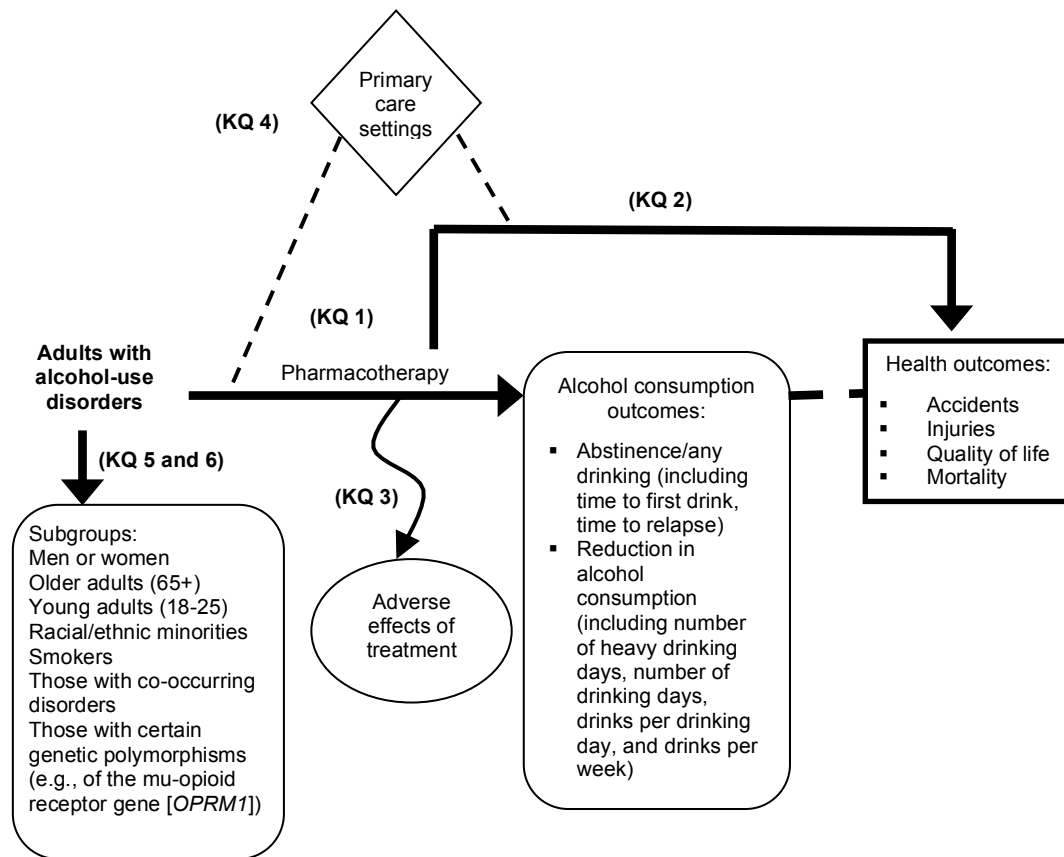 Primary
care
settings
(KQ 4)
(KQ 2)
(KQ 1)
Adults with
alcohol-use
disorders
Pharmacotherapy
(KQ 5 and 6)
(KQ 3)
Subgroups:
Men or women
Older adults (65+)
Young adults (18-25)
Racial/ethnic minorities
Smokers
Those with co-occurring
disorders
Those with certain
genetic polymorphisms
(e.g., of the mu-opioid
receptor gene [OPRM1])
Adverse
effects of
treatment
Alcohol consumption
outcomes:
▪ Abstinence/any
drinking (including
time to first drink,
time to relapse)
▪ Reduction in
alcohol
consumption
(including number
of heavy drinking
days, number of
drinking days,
drinks per drinking
day, and drinks per
week)
Health outcomes:
▪ Accidents
▪ Injuries
▪ Quality of life
▪ Mortality